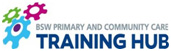 BSW PRIMARY AND COMMUNITY CARE
TRAINING HUB